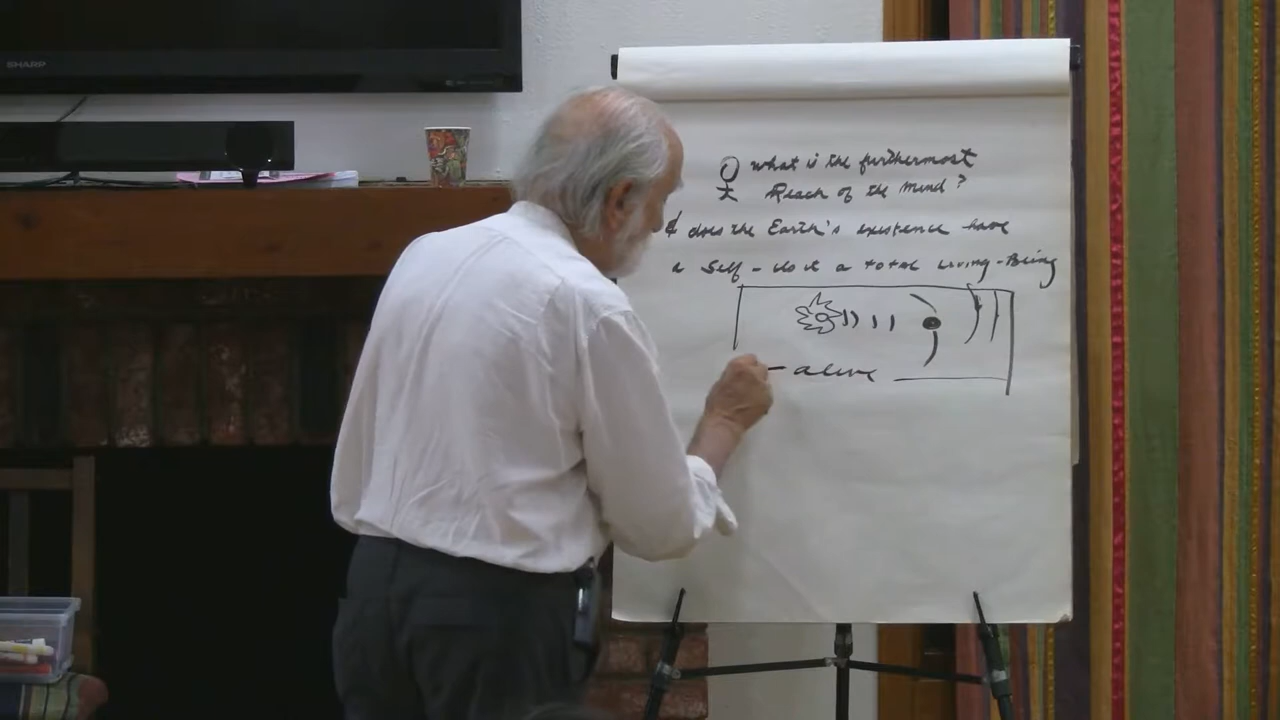 SHARP
what is the furthermost
Reach of the Mind?
does the Earth's existence have
a Self - is it a total Living-Being
- alive